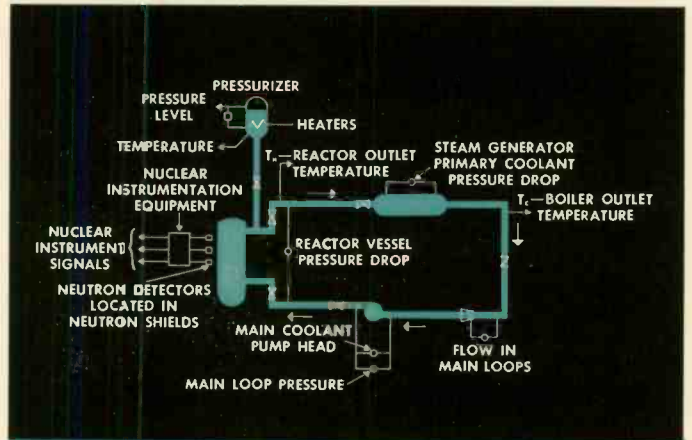 PRESSURIZER
PRESSURE
LEVEL
HEATERS
TEMPERATURE
NUCLEAR
INSTRUMENTATION
EQUIPMENT
NUCLEAR
INSTRUMENT
SIGNALS
NEUTRON DETECTORS
LOCATED IN
NEUTRON SHIELDS
TH—REACTOR OUTLET
TEMPERATURE
STEAM GENERATOR
PRIMARY COOLANT
PRESSURE DROP
TC—BOILER OUTLET
TEMPERATURE
REACTOR VESSEL
PRESSURE DROP
MAIN COOLANT
PUMP HEAD
MAIN LOOP PRESSURE
FLOW IN
MAIN LOOPS